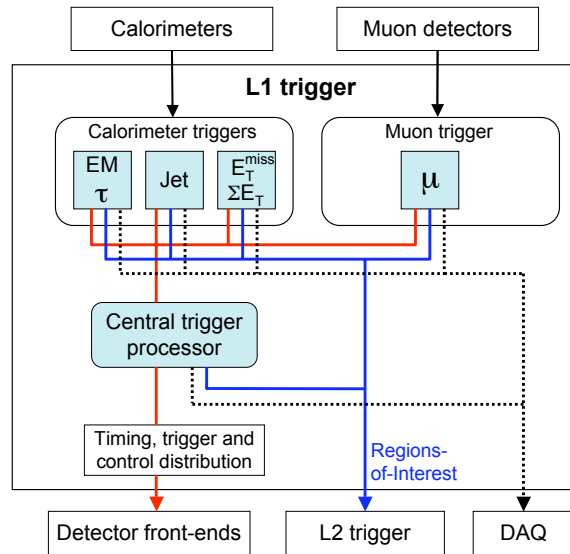 Calorimeters
Muon detectors
L1 trigger
Calorimeter triggers
Muon trigger
EM
τ
Jet
E_T^miss
ΣE_T
μ
Central trigger
processor
Timing, trigger and
control distribution
Regions-
of-Interest
Detector front-ends
L2 trigger
DAQ